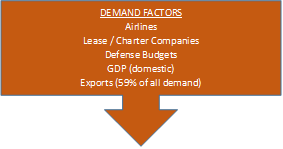 DEMAND FACTORS
Airlines
Lease / Charter Companies
Defense Budgets
GDP (domestic)
Exports (59% of all demand)